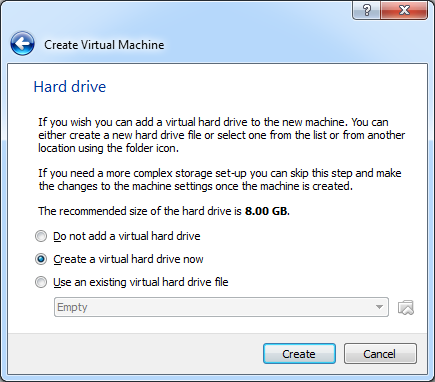 Create Virtual Machine
Hard drive
If you wish you can add a virtual hard drive to the new machine. You can
either create a new hard drive file or select one from the list or from another
location using the folder icon.
If you need a more complex storage set-up you can skip this step and make
the changes to the machine settings once the machine is created.
The recommended size of the hard drive is 8.00 GB.
Do not add a virtual hard drive
Create a virtual hard drive now
Use an existing virtual hard drive file
Empty
Create Cancel